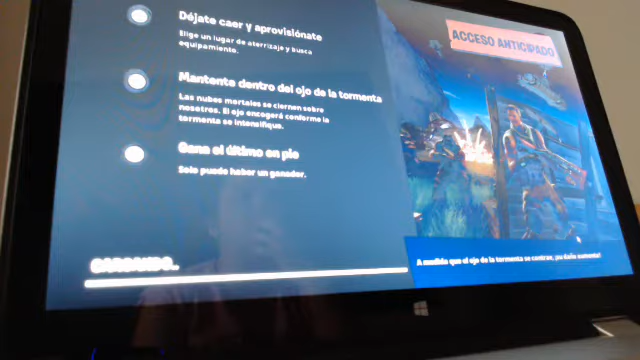 Déjate caer y aprovisiónate
Elige un lugar de aterrizaje y busca
equipamiento.
Mantente dentro del ojo de la tormenta
Las nubes mortales se ciernen sobre
nosotros. El ojo encogerá conforme la
tormenta se intensifique.
Gana el último en pie
Solo puede haber un ganador.
CARGANDO...
ACCESO ANTICIPADO
A medida que el ojo de la tormenta se contrae, ¡su daño aumenta!